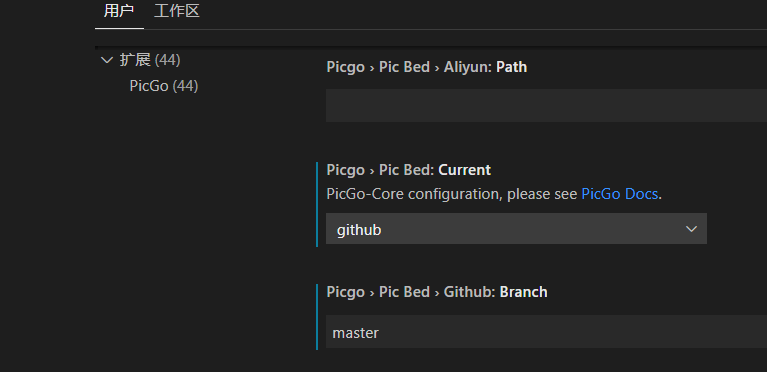 用户 工作区
扩展 (44)
PicGo (44)
Picgo › Pic Bed › Aliyun: Path
Picgo › Pic Bed: Current
PicGo-Core configuration, please see PicGo Docs.
github
Picgo › Pic Bed › Github: Branch
master